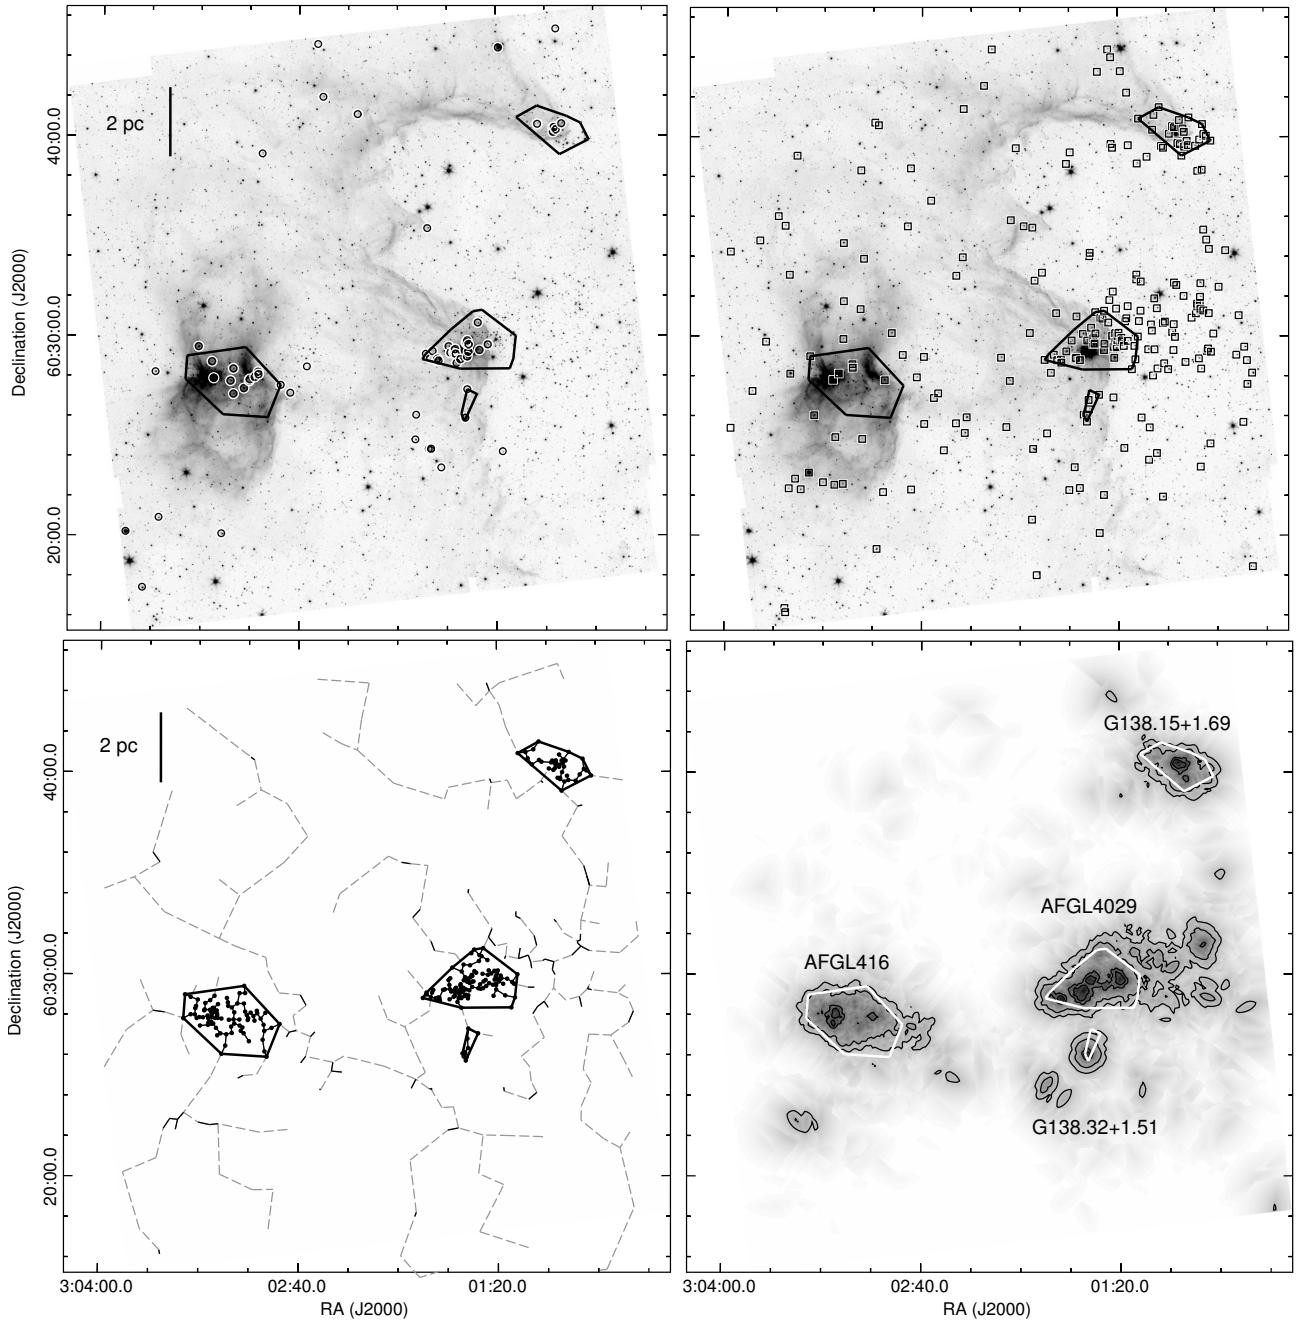 2 pc
40:00.0
Declination (J2000)
60:30:00.0
20:00.0
2 pc
40:00.0
Declination (J2000)
60:30:00.0
20:00.0
G138.15+1.69
AFGL4029
AFGL416
G138.32+1.51
3:04:00.0 02:40.0 01:20.0
RA (J2000)
3:04:00.0 02:40.0 01:20.0
RA (J2000)